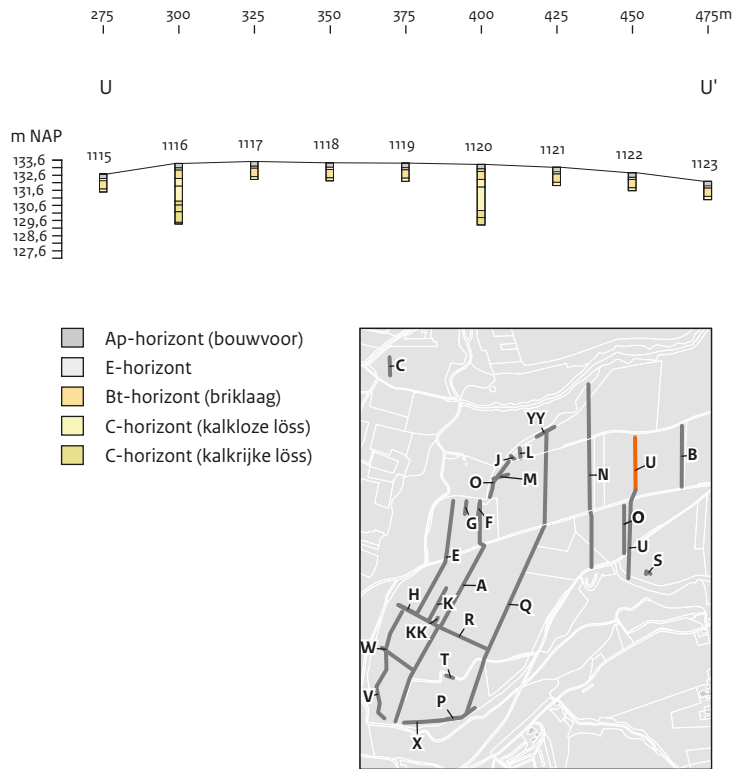 275 300 325 350 375 400 425 450 475m
U U'
m NAP
1115 1116 1117 1118 1119 1120 1121 1122 1123
133,6
132,6
131,6
130,6
129,6
128,6
127,6
Ap-horizont (bouwvoor)
E-horizont
Bt-horizont (briklaag)
C-horizont (kalkloze löss)
C-horizont (kalkrijke löss)
C
YY
J L
O M N U B
G F O
E U S
H K A Q
KK R
W T
V P
X